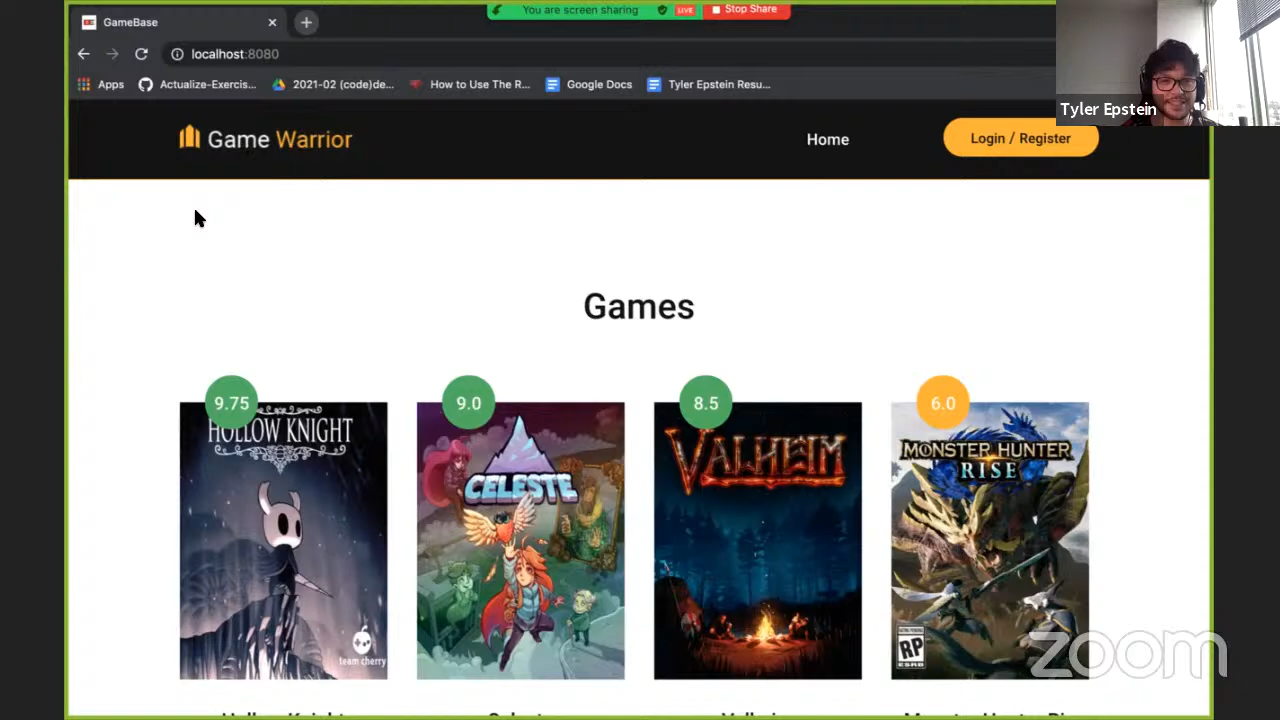 You are screen sharing LIVE Stop Share
GameBase
localhost:8080
Apps Actualize-Exercis... 2021-02 (code)de... How to Use The R... Google Docs Tyler Epstein Resu...
Tyler Epstein
Game Warrior Home Login / Register
Games
9.75 9.0 8.5 6.0
HOLLOW KNIGHT
team cherry
CELESTE
VALHEIM
MONSTER HUNTER
RISE
RP
ESRB
zoom